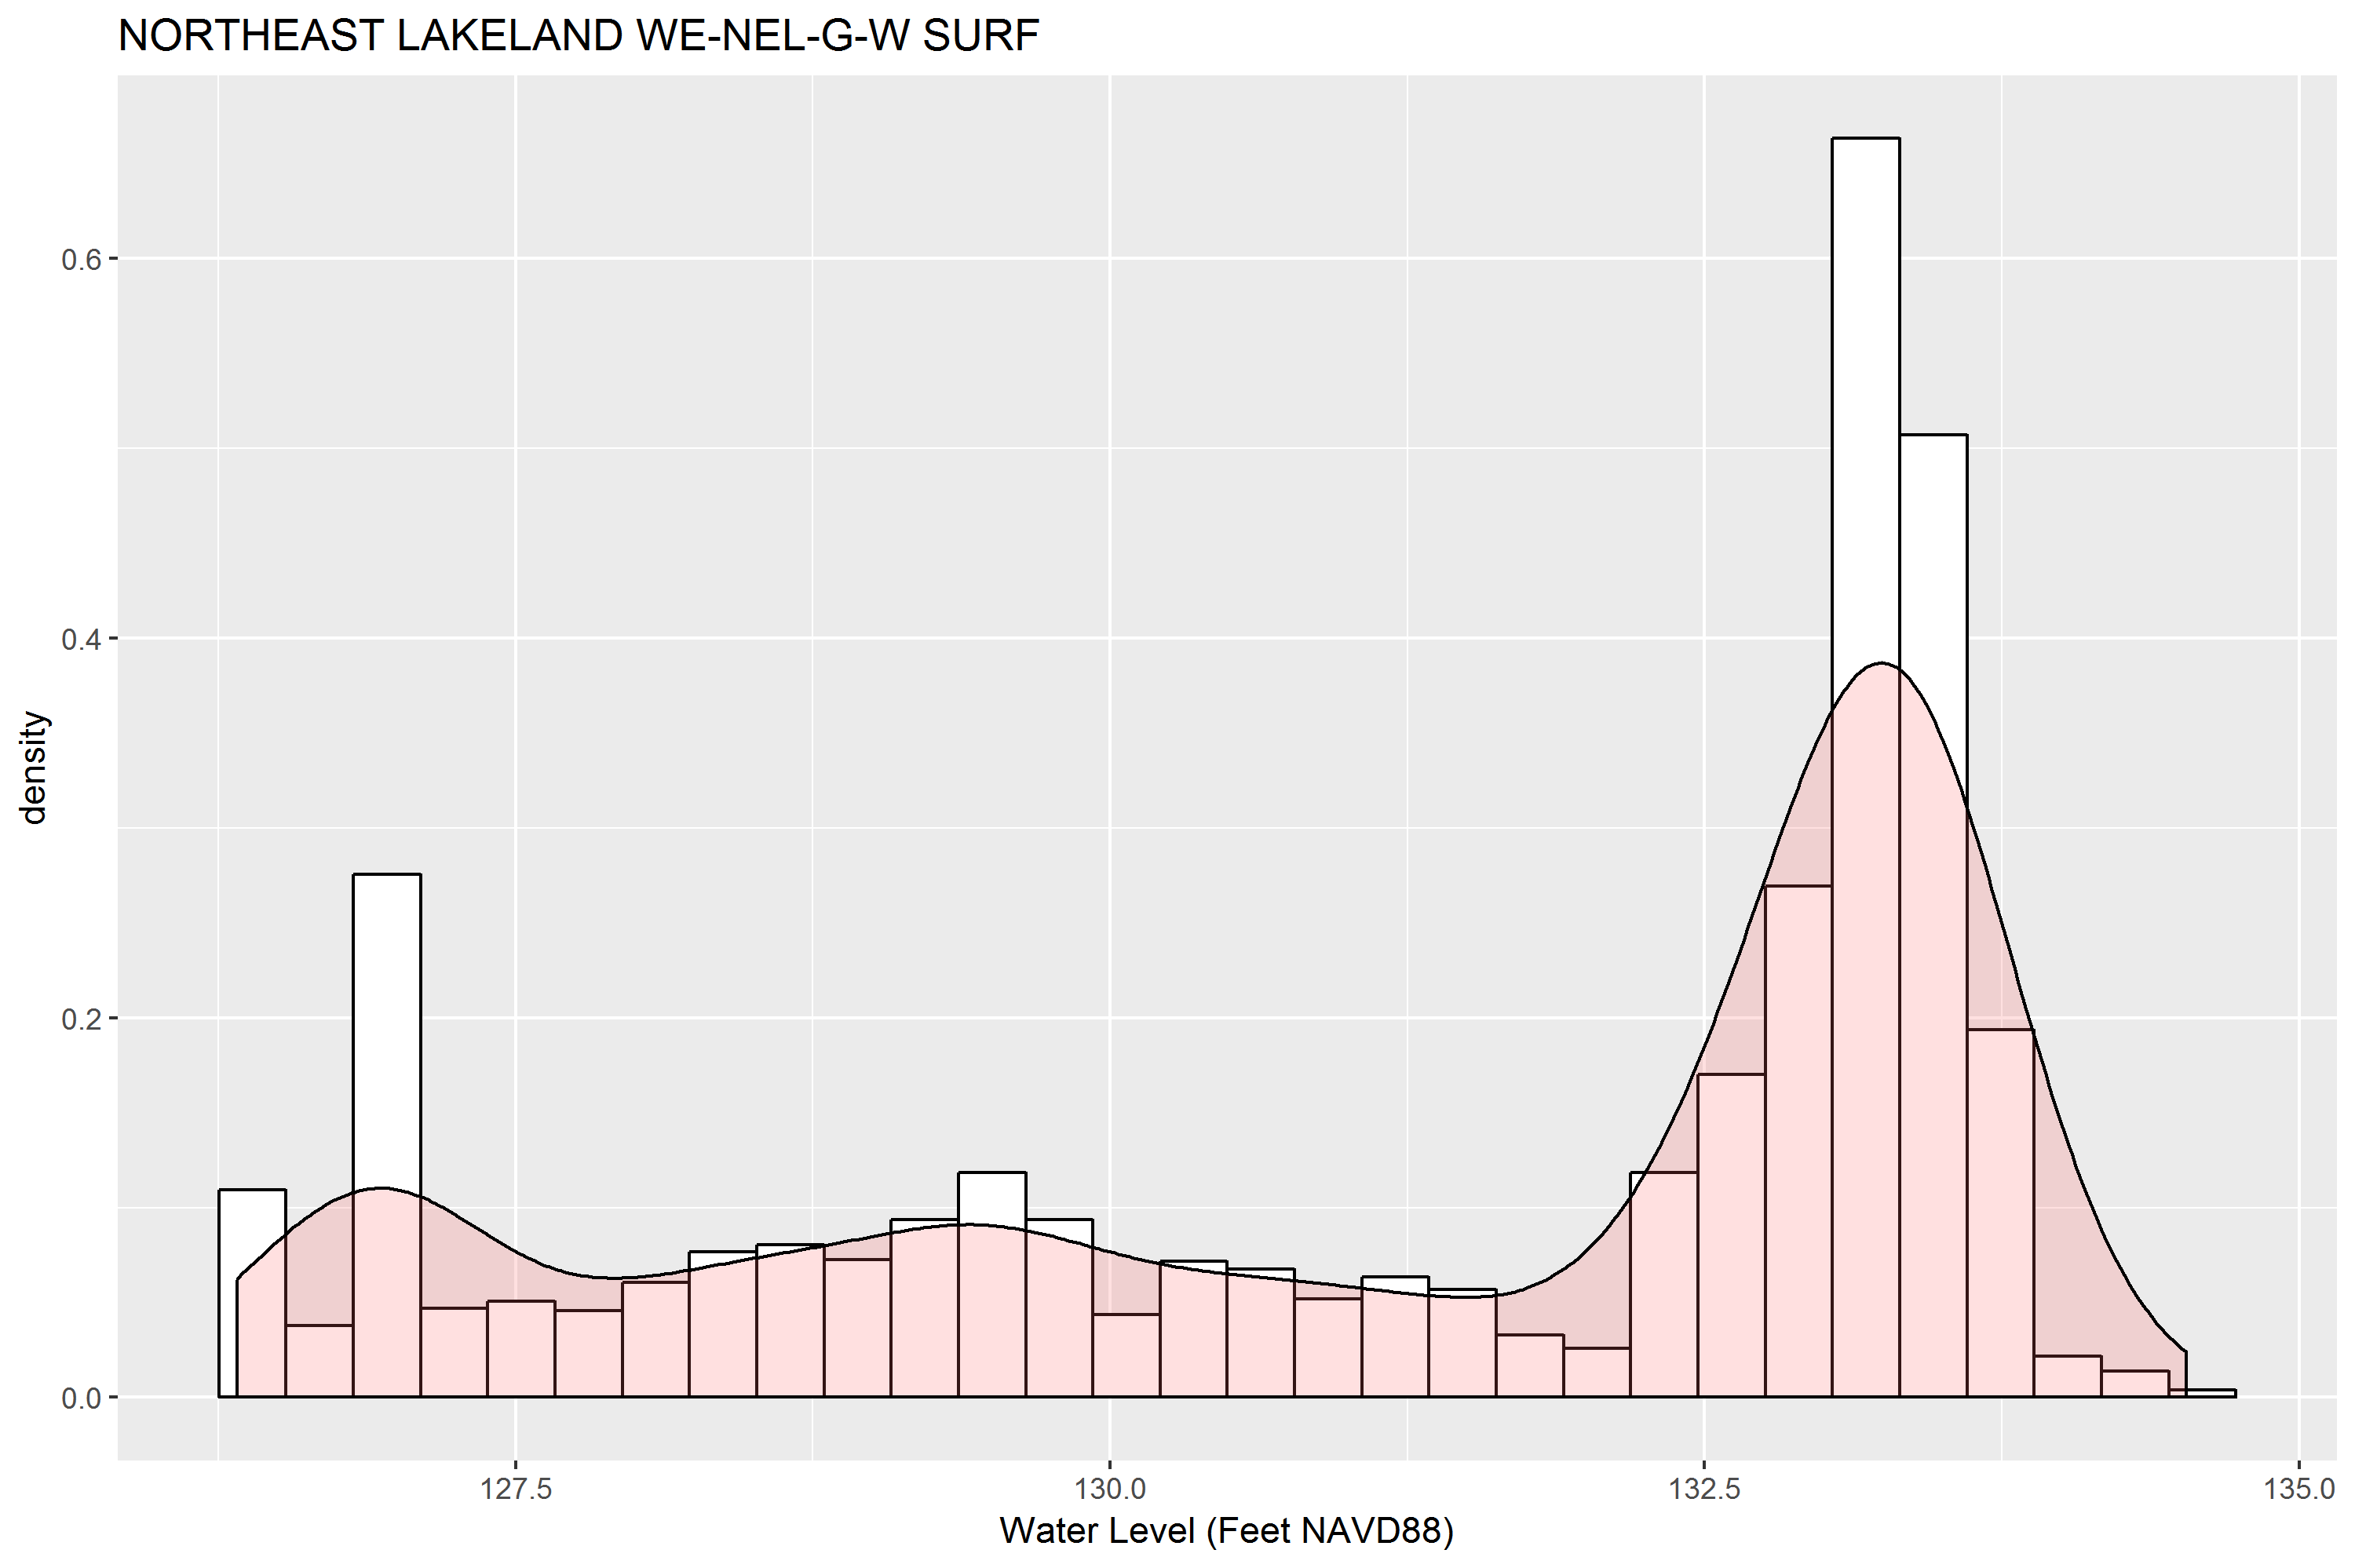 NORTHEAST LAKELAND WE-NEL-G-W SURF
0.6
0.4
0.2
0.0
density
127.5 130.0 132.5 135.0
Water Level (Feet NAVD88)